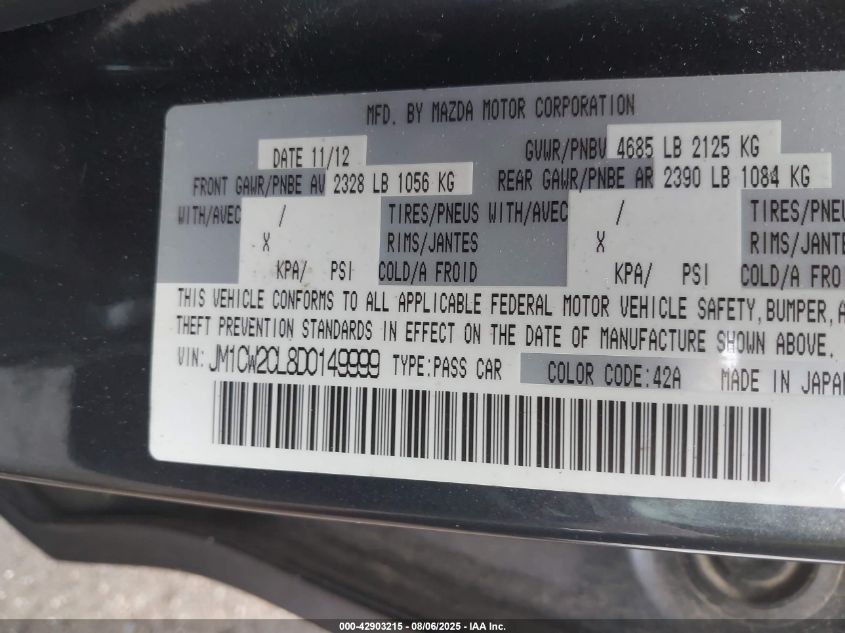 MFD. BY MAZDA MOTOR CORPORATION
DATE 11/12 GVWR/PNBV 4685 LB 2125 KG
FRONT GAWR/PNBE AV 2328 LB 1056 KG REAR GAWR/PNBE AR 2390 LB 1084 KG
WITH/AVEC / TIRES/PNEUS WITH/AVEC / TIRES/PNEU
X RIMS/JANTES X RIMS/JANTES
KPA/ PSI COLD/A FROID KPA/ PSI COLD/A FROID
THIS VEHICLE CONFORMS TO ALL APPLICABLE FEDERAL MOTOR VEHICLE SAFETY, BUMPER, A
THEFT PREVENTION STANDARDS IN EFFECT ON THE DATE OF MANUFACTURE SHOWN ABOVE.
VIN: JM1CW2CL8D0149999 TYPE:PASS CAR COLOR CODE:42A MADE IN JAPAN
000-42903215 - 08/06/2025 - IAA Inc.